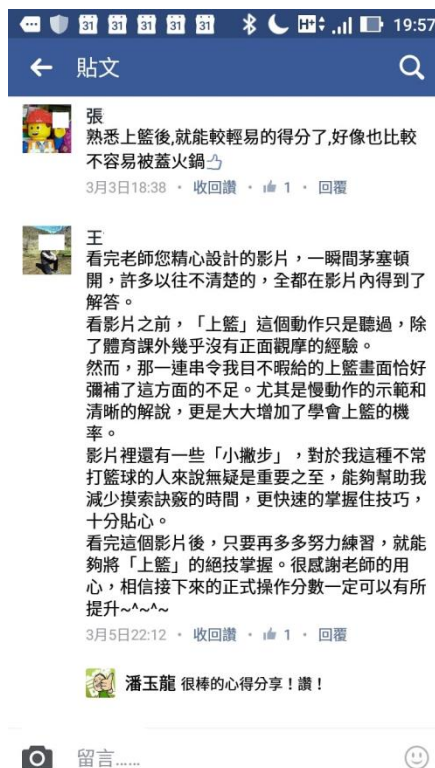 31 31 31 31 31 H+ 19:57
貼文
張
熟悉上籃後,就能較輕易的得分了,好像也比較
不容易被蓋火鍋
3月3日18:38 · 收回讚 · 1 · 回覆
王
看完老師您精心設計的影片，一瞬間茅塞頓
開，許多以往不清楚的，全都在影片內得到了
解答。
看影片之前，「上籃」這個動作只是聽過，除
了體育課外幾乎沒有正面觀摩的經驗。
然而，那一連串令我目不暇給的上籃畫面恰好
彌補了這方面的不足。尤其是慢動作的示範和
清晰的解說，更是大大增加了學會上籃的機
率。
影片裡還有一些「小撇步」，對於我這種不常
打籃球的人來說無疑是重要之至，能夠幫助我
減少摸索訣竅的時間，更快速的掌握住技巧，
十分貼心。
看完這個影片後，只要再多多努力練習，就能
夠將「上籃」的絕技掌握。很感謝老師的用
心，相信接下來的正式操作分數一定可以有所
提升~^~^~
3月5日22:12 · 收回讚 · 1 · 回覆
潘玉龍 很棒的心得分享！讚！
留言......